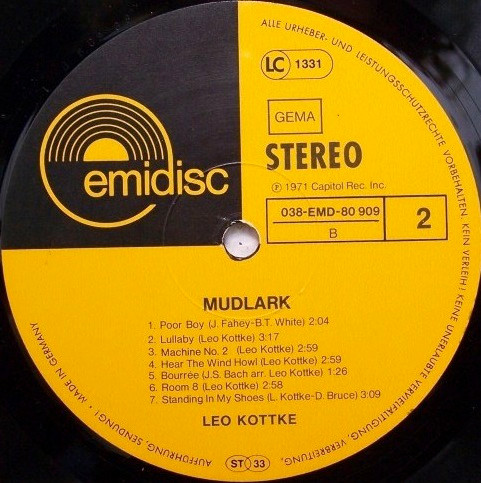 ALLE URHEBER- UND LEISTUNGSSCHUTZRECHTE VORBEHALTEN. KEIN VERLEIH! KEINE UNERLAUBTE VERVIELFÄLTIGUNG, VERMIETUNG, AUFFÜHRUNG, SENDUNG! • MADE IN GERMANY
LC 1331
GEMA
emidisc
STEREO
℗ 1971 Capitol Rec. Inc.
038-EMD-80 909
B
2
MUDLARK
1. Poor Boy (J. Fahey-B.T. White) 2:04
2. Lullaby (Leo Kottke) 3:17
3. Machine No. 2 (Leo Kottke) 2:59
4. Hear The Wind Howl (Leo Kottke) 2:59
5. Bourrée (J.S. Bach arr. Leo Kottke) 1:26
6. Room 8 (Leo Kottke) 2:58
7. Standing In My Shoes (L. Kottke-D. Bruce) 3:09
LEO KOTTKE
ST 33